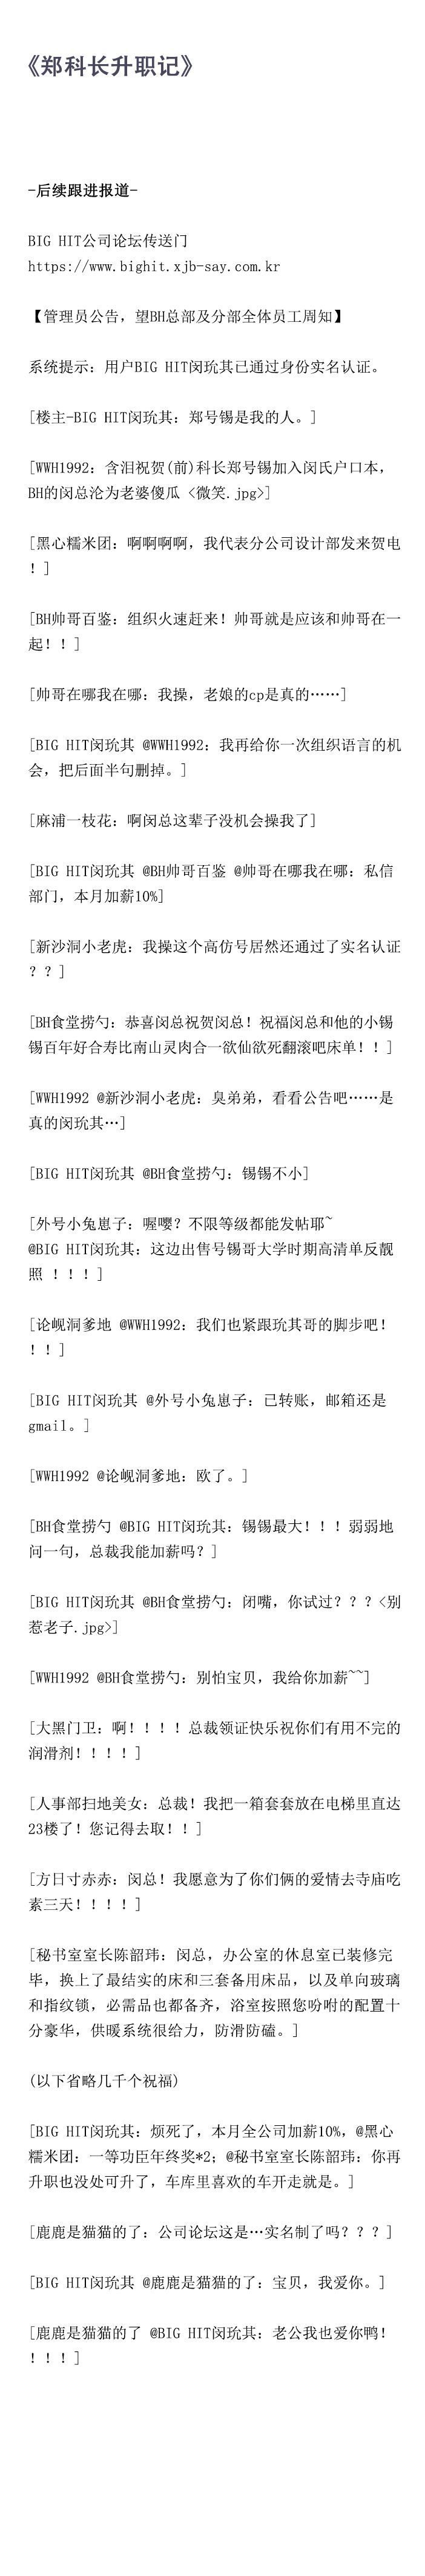 《郑科长升职记》
-后续跟进报道-
BIG HIT公司论坛传送门
https://www.bighit.xjb-say.com.kr
【管理员公告，望BH总部及分部全体员工周知】
系统提示：用户BIG HIT闵玧其已通过身份实名认证。
[楼主-BIG HIT闵玧其：郑号锡是我的人。]
[WWH1992：含泪祝贺(前)科长郑号锡加入闵氏户口本，
BH的闵总沦为老婆傻瓜 <微笑.jpg>]
[黑心糯米团：啊啊啊啊，我代表分公司设计部发来贺电
！]
[BH帅哥百鉴：组织火速赶来！帅哥就是应该和帅哥在一
起！！]
[帅哥在哪我在哪：我操，老娘的cp是真的……]
[BIG HIT闵玧其 @WWH1992：我再给你一次组织语言的机
会，把后面半句删掉。]
[麻浦一枝花：啊闵总这辈子没机会操我了]
[BIG HIT闵玧其 @BH帅哥百鉴 @帅哥在哪我在哪：私信
部门，本月加薪10%]
[新沙洞小老虎：我操这个高仿号居然还通过了实名认证
？？]
[BH食堂捞勺：恭喜闵总祝贺闵总！祝福闵总和他的小锡
锡百年好合寿比南山灵肉合一欲仙欲死翻滚吧床单！！]
[WWH1992 @新沙洞小老虎：臭弟弟，看看公告吧……是
真的闵玧其…]
[BIG HIT闵玧其 @BH食堂捞勺：锡锡不小]
[外号小兔崽子：喔嘤？不限等级都能发帖耶~
@BIG HIT闵玧其：这边出售号锡哥大学时期高清单反靓
照 ！！！]
[论岘洞爹地 @WWH1992：我们也紧跟玧其哥的脚步吧！
！！]
[BIG HIT闵玧其 @外号小兔崽子：已转账，邮箱还是
gmail。]
[WWH1992 @论岘洞爹地：欧了。]
[BH食堂捞勺 @BIG HIT闵玧其：锡锡最大！！！弱弱地
问一句，总裁我能加薪吗？]
[BIG HIT闵玧其 @BH食堂捞勺：闭嘴，你试过？？？<别
惹老子.jpg>]
[WWH1992 @BH食堂捞勺：别怕宝贝，我给你加薪~~]
[大黑门卫：啊！！！！总裁领证快乐祝你们有用不完的
润滑剂！！！！]
[人事部扫地美女：总裁！我把一箱套套放在电梯里直达
23楼了！您记得去取！！]
[方日寸赤赤：闵总！我愿意为了你们俩的爱情去寺庙吃
素三天！！！！]
[秘书室室长陈韶玮：闵总，办公室的休息室已装修完
毕，换上了最结实的床和三套备用床品，以及单向玻璃
和指纹锁，必需品也都备齐，浴室按照您吩咐的配置十
分豪华，供暖系统很给力，防滑防磕。]
(以下省略几千个祝福)
[BIG HIT闵玧其：烦死了，本月全公司加薪10%，@黑心
糯米团：一等功臣年终奖*2；@秘书室室长陈韶玮：你再
升职也没处可升了，车库里喜欢的车开走就是。]
[鹿鹿是猫猫的了：公司论坛这是…实名制了吗？？？]
[BIG HIT闵玧其 @鹿鹿是猫猫的了：宝贝，我爱你。]
[鹿鹿是猫猫的了 @BIG HIT闵玧其：老公我也爱你鸭！
！！！]